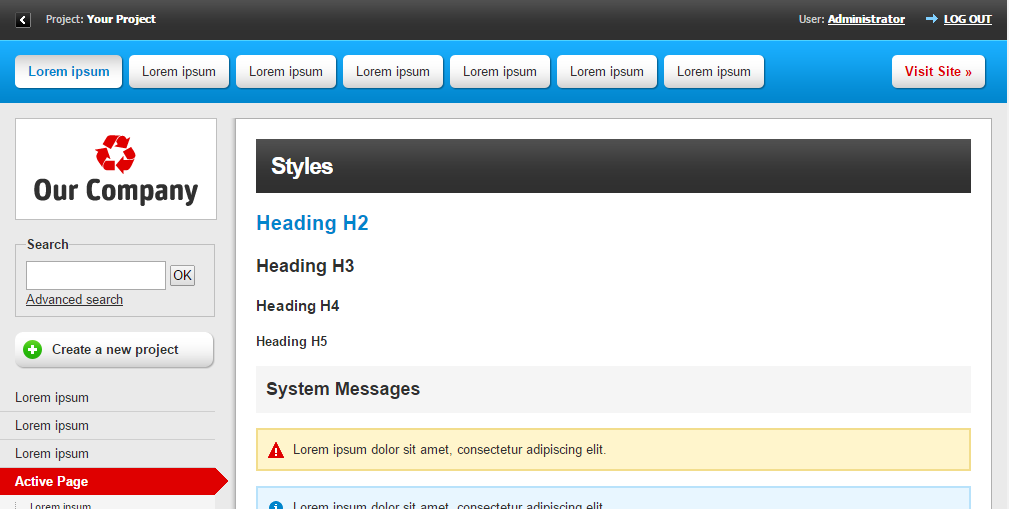 Project: Your Project
User: Administrator
LOG OUT
Lorem ipsum
Lorem ipsum
Lorem ipsum
Lorem ipsum
Lorem ipsum
Lorem ipsum
Lorem ipsum
Visit Site »
Our Company
Search
OK
Advanced search
Create a new project
Lorem ipsum
Lorem ipsum
Lorem ipsum
Active Page
Lorem ipsum
Styles
Heading H2
Heading H3
Heading H4
Heading H5
System Messages
Lorem ipsum dolor sit amet, consectetur adipiscing elit.
Lorem ipsum dolor sit amet, consectetur adipiscing elit.